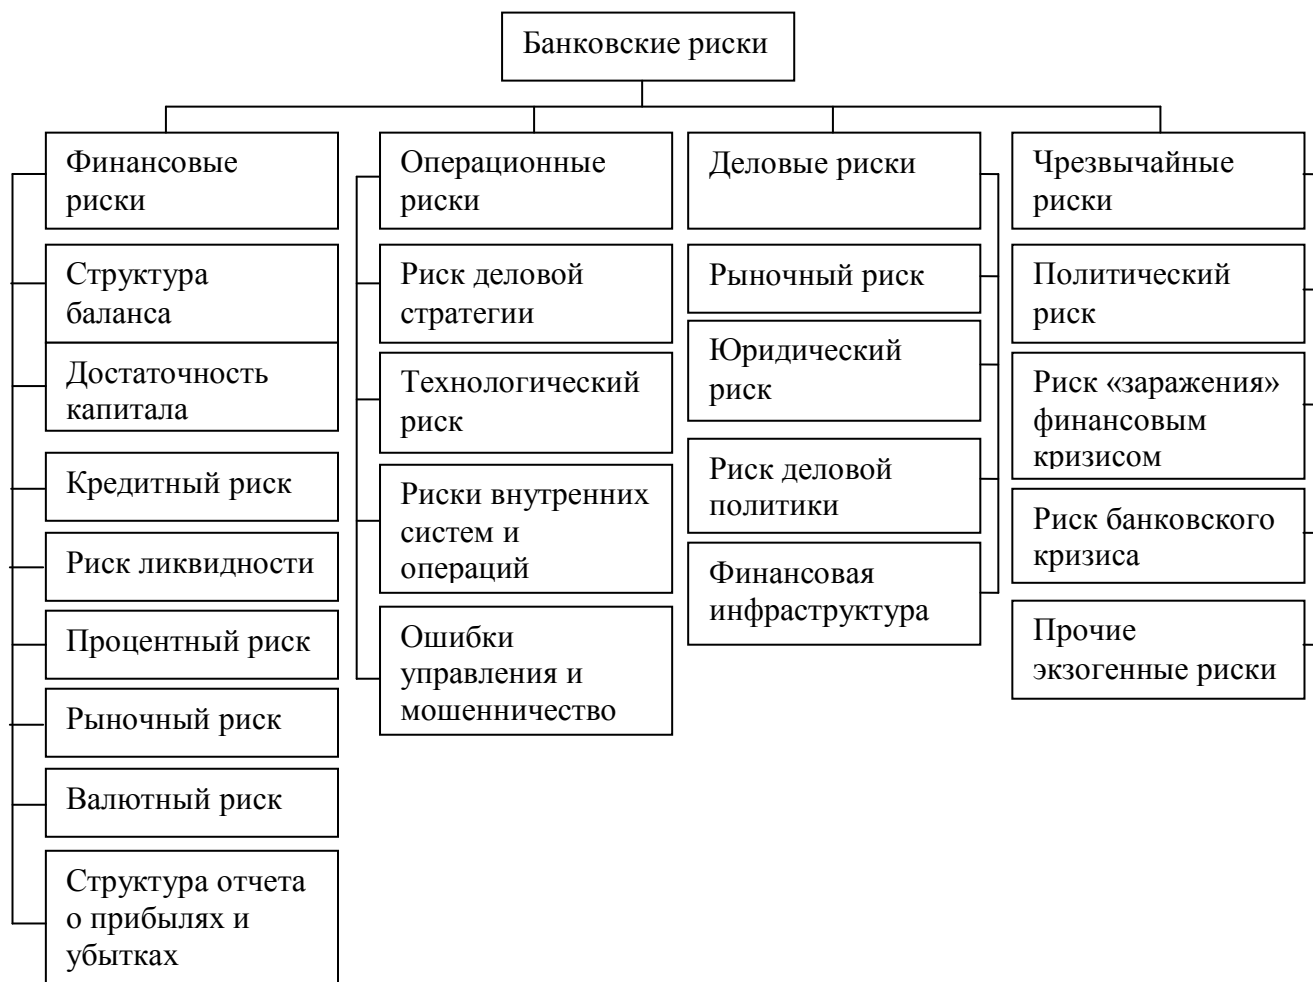 Банковские риски
Финансовые
риски
Структура
баланса
Достаточность
капитала
Кредитный риск
Риск ликвидности
Процентный риск
Рыночный риск
Валютный риск
Структура отчета
о прибылях и
убытках
Операционные
риски
Риск деловой
стратегии
Технологический
риск
Риски внутренних
систем и
операций
Ошибки
управления и
мошенничество
Деловые риски
Рыночный риск
Юридический
риск
Риск деловой
политики
Финансовая
инфраструктура
Чрезвычайные
риски
Политический
риск
Риск «заражения»
финансовым
кризисом
Риск банковского
кризиса
Прочие
экзогенные риски